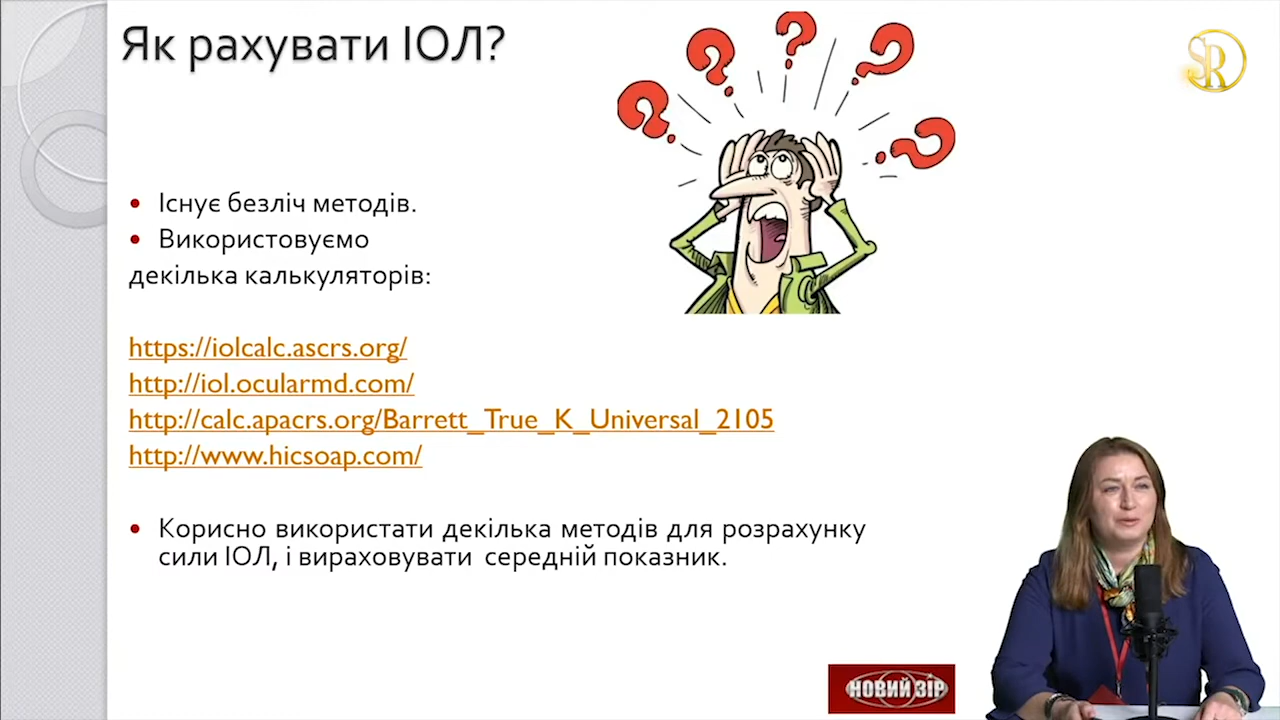 Як рахувати ІОЛ?
SR
• Існує безліч методів.
• Використовуємо
декілька калькуляторів:
https://iolcalc.ascrs.org/
http://iol.ocularmd.com/
http://calc.apacrs.org/Barrett_True_K_Universal_2105
http://www.hicsoap.com/
• Корисно використати декілька методів для розрахунку
сили ІОЛ, і вираховувати середній показник.
НОВИЙ ЗІР